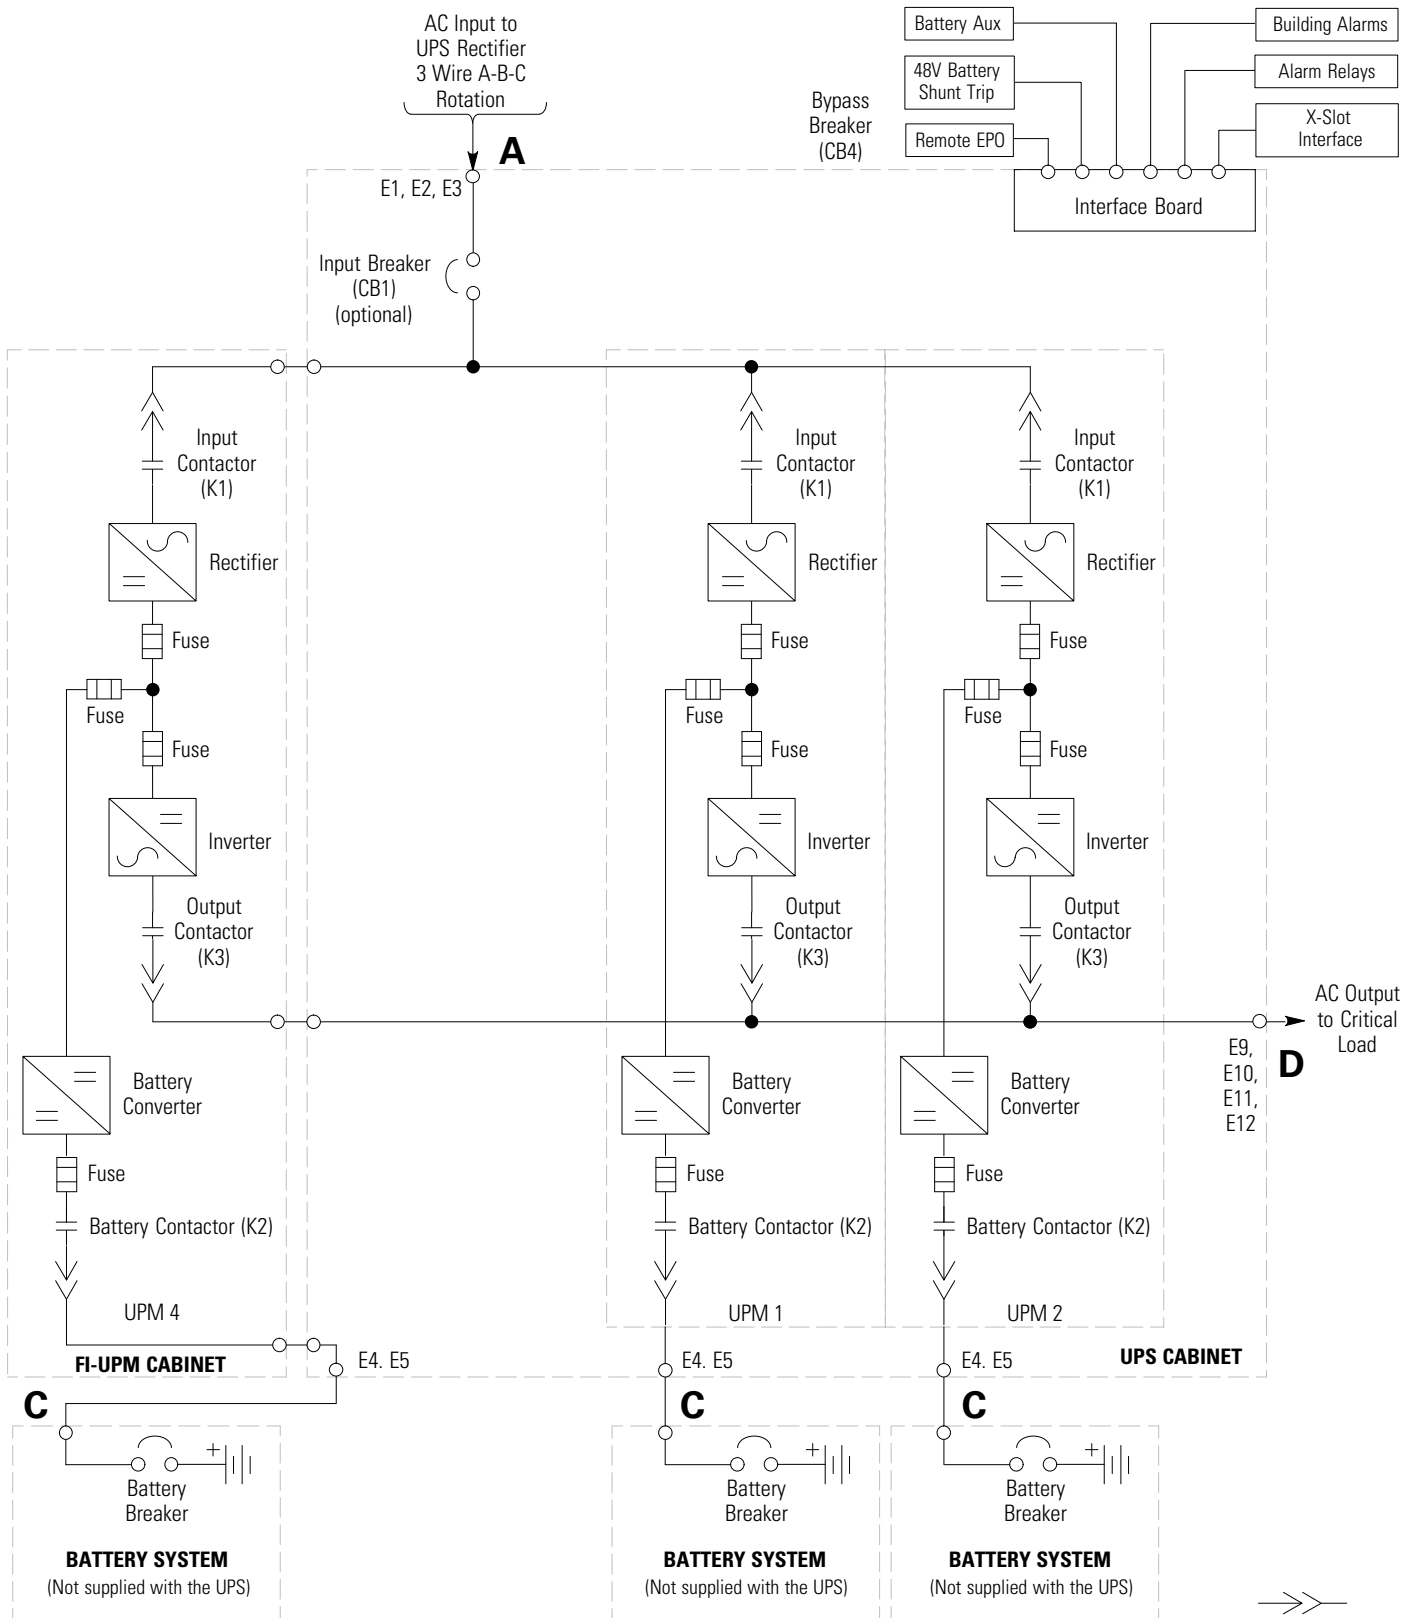 AC Input to
UPS Rectifier
3 Wire A-B-C
Rotation
A
E1, E2, E3
Bypass
Breaker
(CB4)
Battery Aux
48V Battery
Shunt Trip
Remote EPO
Building Alarms
Alarm Relays
X-Slot
Interface
Interface Board
Input Breaker
(CB1)
(optional)
Input
Contactor
(K1)
Rectifier
Fuse
Fuse
Fuse
Inverter
Output
Contactor
(K3)
Battery
Converter
Fuse
Battery Contactor (K2)
UPM 4
FI-UPM CABINET
Input
Contactor
(K1)
Rectifier
Fuse
Fuse
Fuse
Inverter
Output
Contactor
(K3)
Battery
Converter
Fuse
Battery Contactor (K2)
UPM 1
Input
Contactor
(K1)
Rectifier
Fuse
Fuse
Fuse
Inverter
Output
Contactor
(K3)
Battery
Converter
Fuse
Battery Contactor (K2)
UPM 2
AC Output
to Critical
Load
D
E9,
E10,
E11,
E12
UPS CABINET
E4. E5
E4. E5
E4. E5
C
C
C
Battery
Breaker
BATTERY SYSTEM
(Not supplied with the UPS)
Battery
Breaker
BATTERY SYSTEM
(Not supplied with the UPS)
Battery
Breaker
BATTERY SYSTEM
(Not supplied with the UPS)